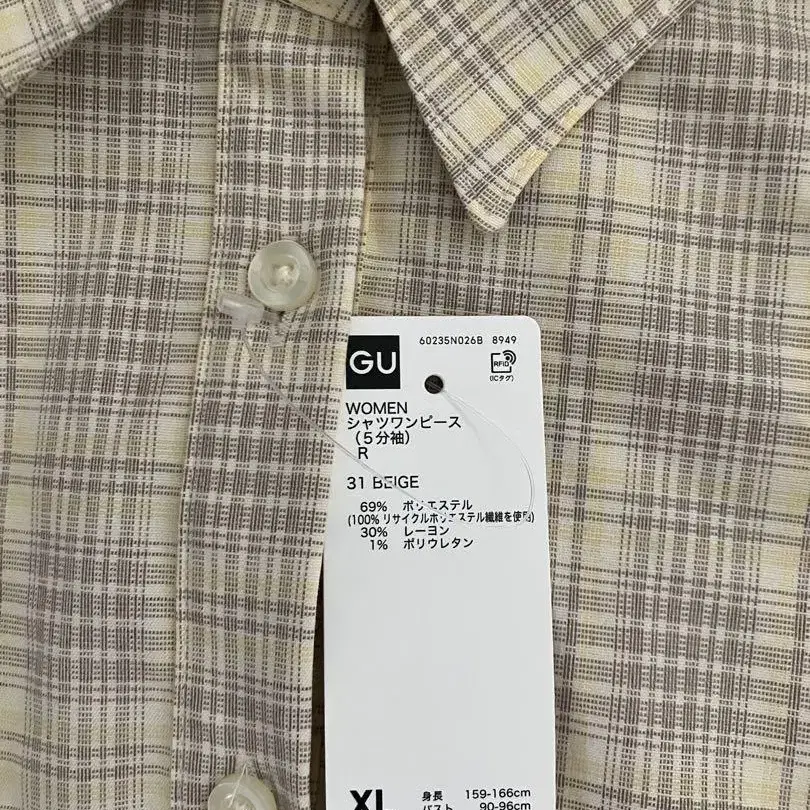 60235N026B 8949
GU
RFID
(ICタグ)
WOMEN
シャツワンピース
(5分袖)
R
31 BEIGE
69% ポリエステル
(100% リサイクルポリエステル繊維を使用)
30% レーヨン
1% ポリウレタン
XL 身長 159-166cm
バスト 90-96cm